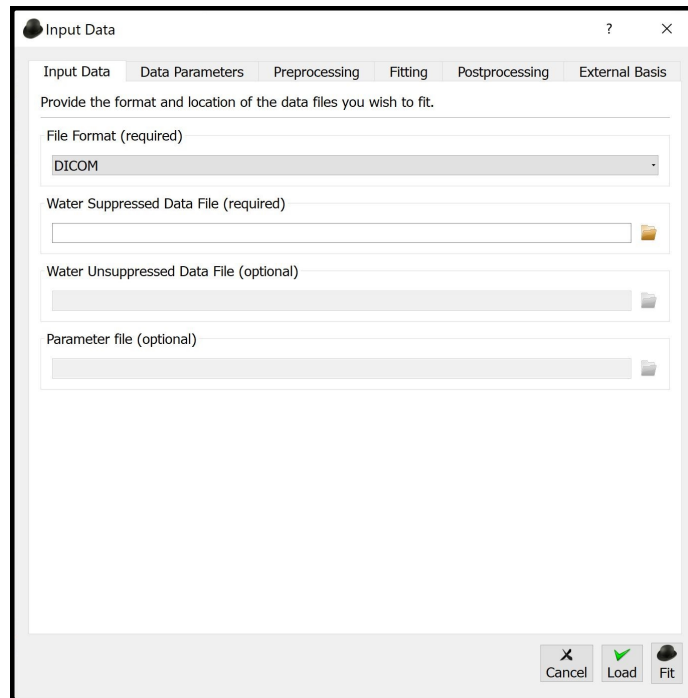 Input Data
?
Input Data Data Parameters Preprocessing Fitting Postprocessing External Basis
Provide the format and location of the data files you wish to fit.
File Format (required)
DICOM
Water Suppressed Data File (required)
Water Unsuppressed Data File (optional)
Parameter file (optional)
Cancel Load Fit